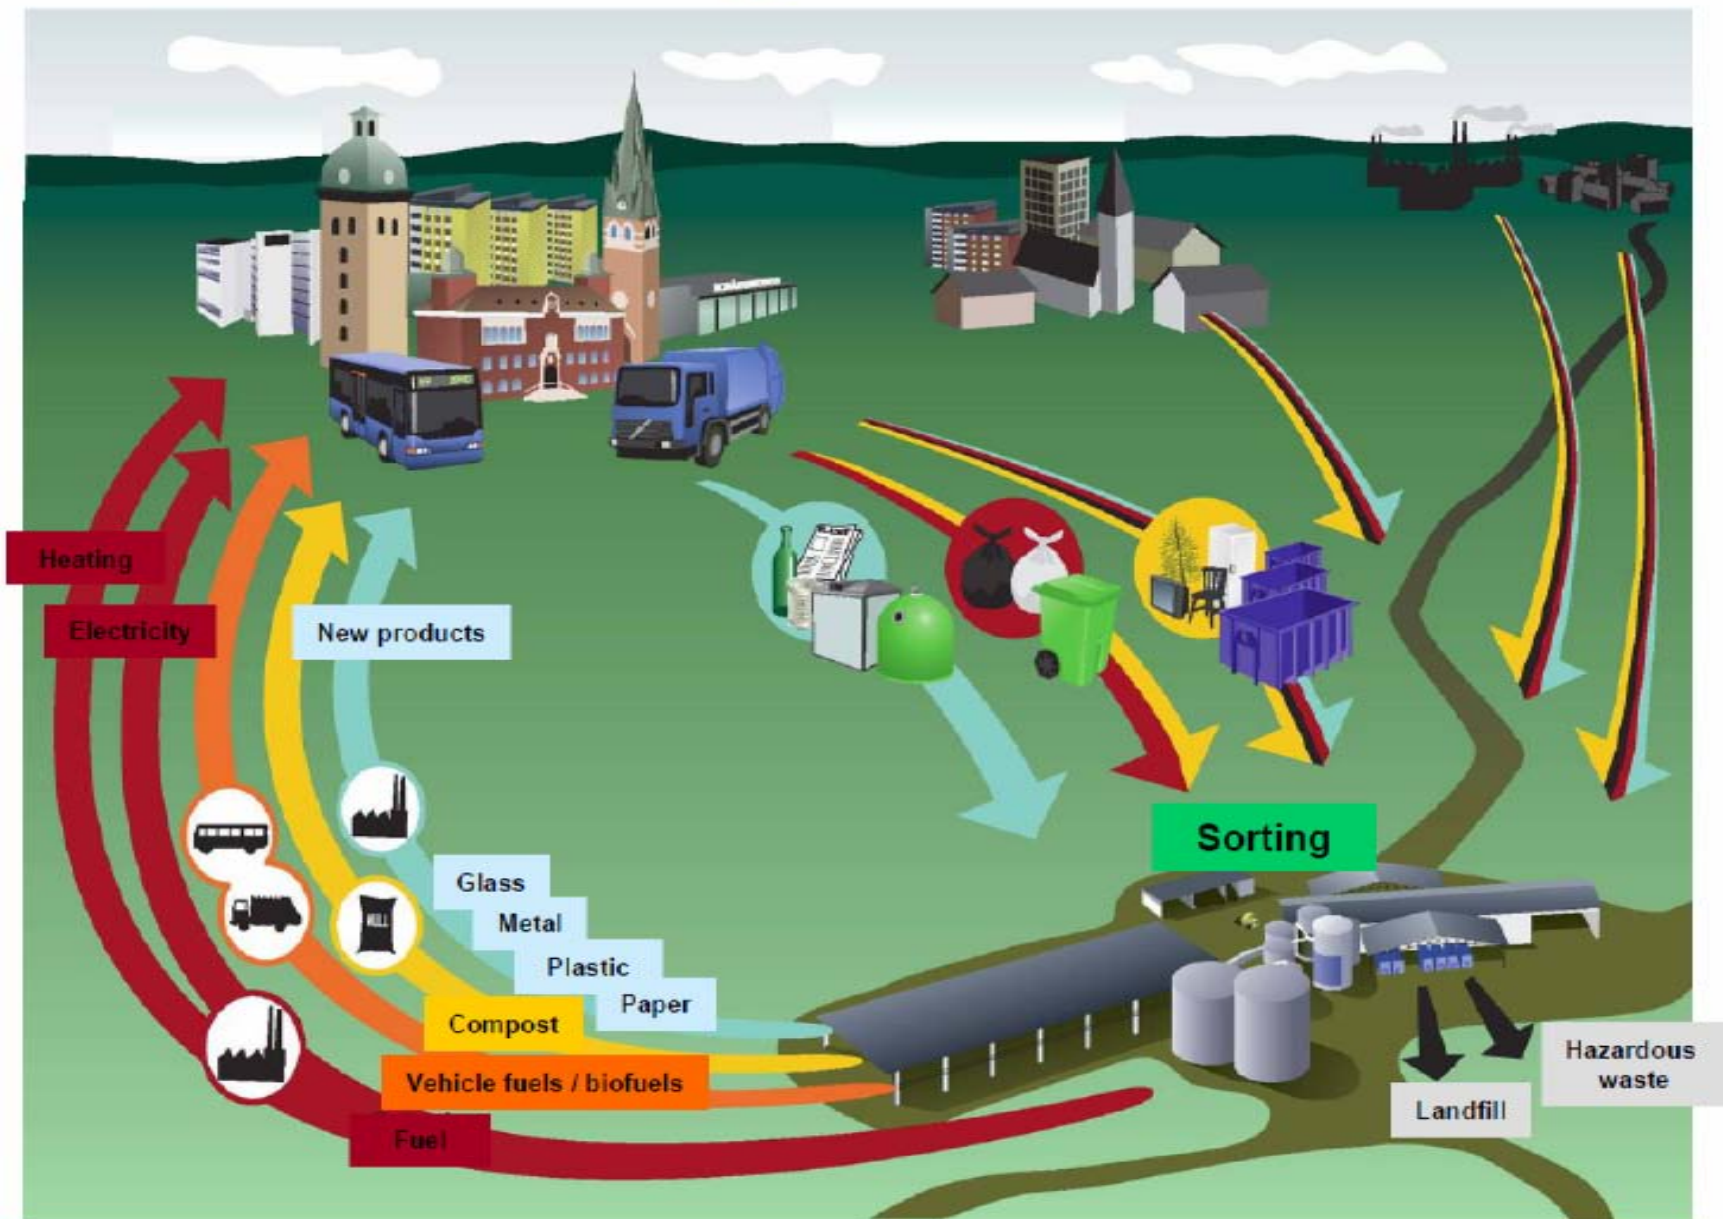 Heating
Electricity
New products
Sorting
Glass
Metal
Plastic
Paper
Compost
Vehicle fuels / biofuels
Fuel
Hazardous
waste
Landfill